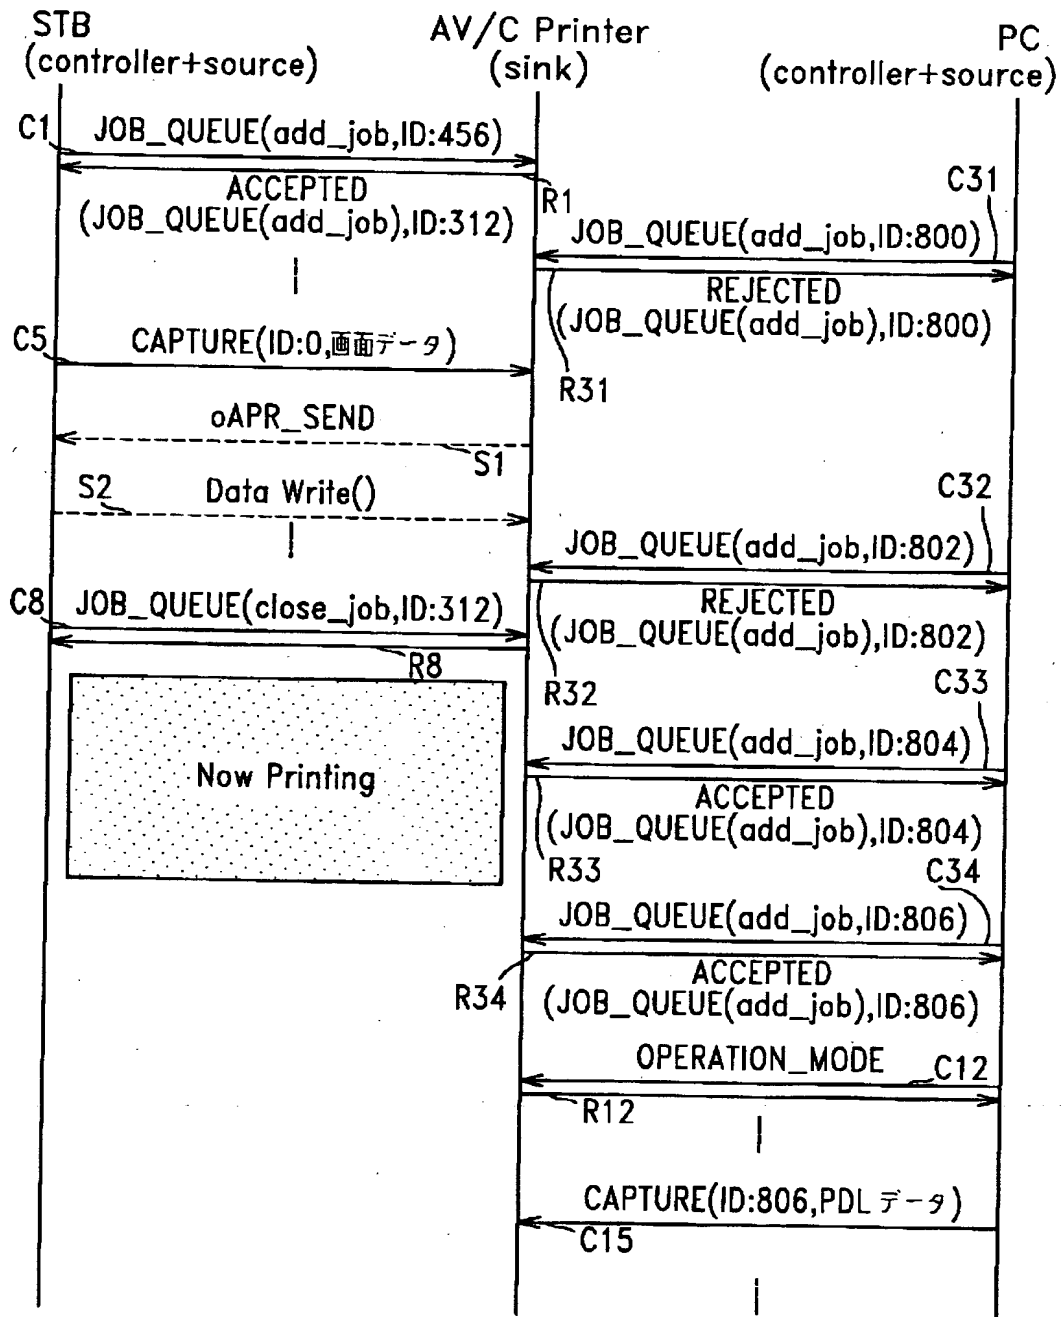 STB
(controller+source)
AV/C Printer
(sink)
PC
(controller+source)
C1
JOB_QUEUE(add_job,ID:456)
ACCEPTED
(JOB_QUEUE(add_job),ID:312)
R1
C31
JOB_QUEUE(add_job,ID:800)
REJECTED
(JOB_QUEUE(add_job),ID:800)
R31
C5
CAPTURE(ID:0,画面データ)
oAPR_SEND
S1
S2
Data Write()
C32
JOB_QUEUE(add_job,ID:802)
REJECTED
(JOB_QUEUE(add_job),ID:802)
R32
C8
JOB_QUEUE(close_job,ID:312)
R8
C33
JOB_QUEUE(add_job,ID:804)
ACCEPTED
(JOB_QUEUE(add_job),ID:804)
R33
Now Printing
C34
JOB_QUEUE(add_job,ID:806)
R34
ACCEPTED
(JOB_QUEUE(add_job),ID:806)
OPERATION_MODE
C12
R12
CAPTURE(ID:806,PDLデータ)
C15